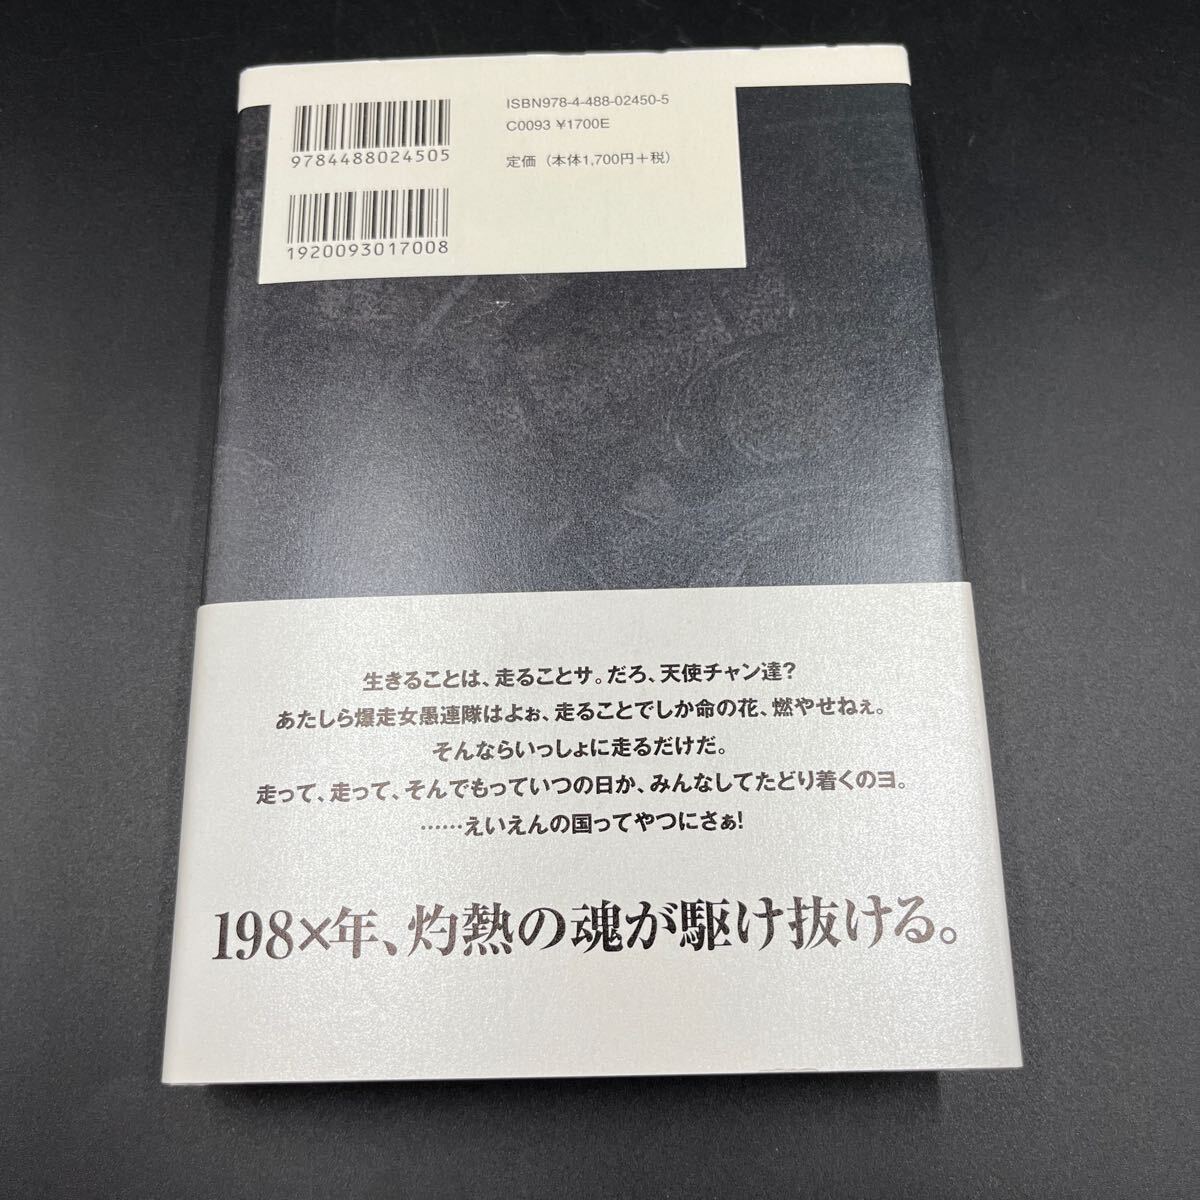 ISBN978-4-488-02450-5
C0093 ¥1700E
定価（本体1,700円＋税）
9784488024505
1920093017008
生きることは、走ることサ。だろ、天使チャン達？
あたしら爆走女愚連隊はよぉ、走ることでしか命の花、燃やせねぇ。
そんならいっしょに走るだけだ。
走って、走って、そんでもっていつの日か、みんなしてたどり着くのヨ。
……えいえんの国ってやつにさぁ！
198×年、灼熱の魂が駆け抜ける。